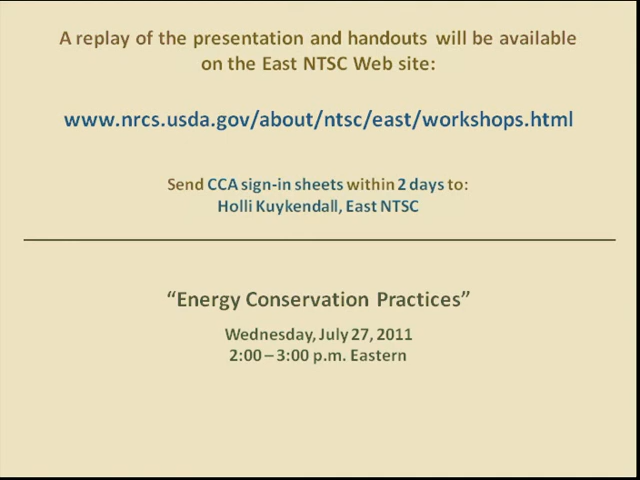 A replay of the presentation and handouts will be available
on the East NTSC Web site:
www.nrcs.usda.gov/about/ntsc/east/workshops.html
Send CCA sign-in sheets within 2 days to:
Holli Kuykendall, East NTSC
“Energy Conservation Practices”
Wednesday, July 27, 2011
2:00 – 3:00 p.m. Eastern